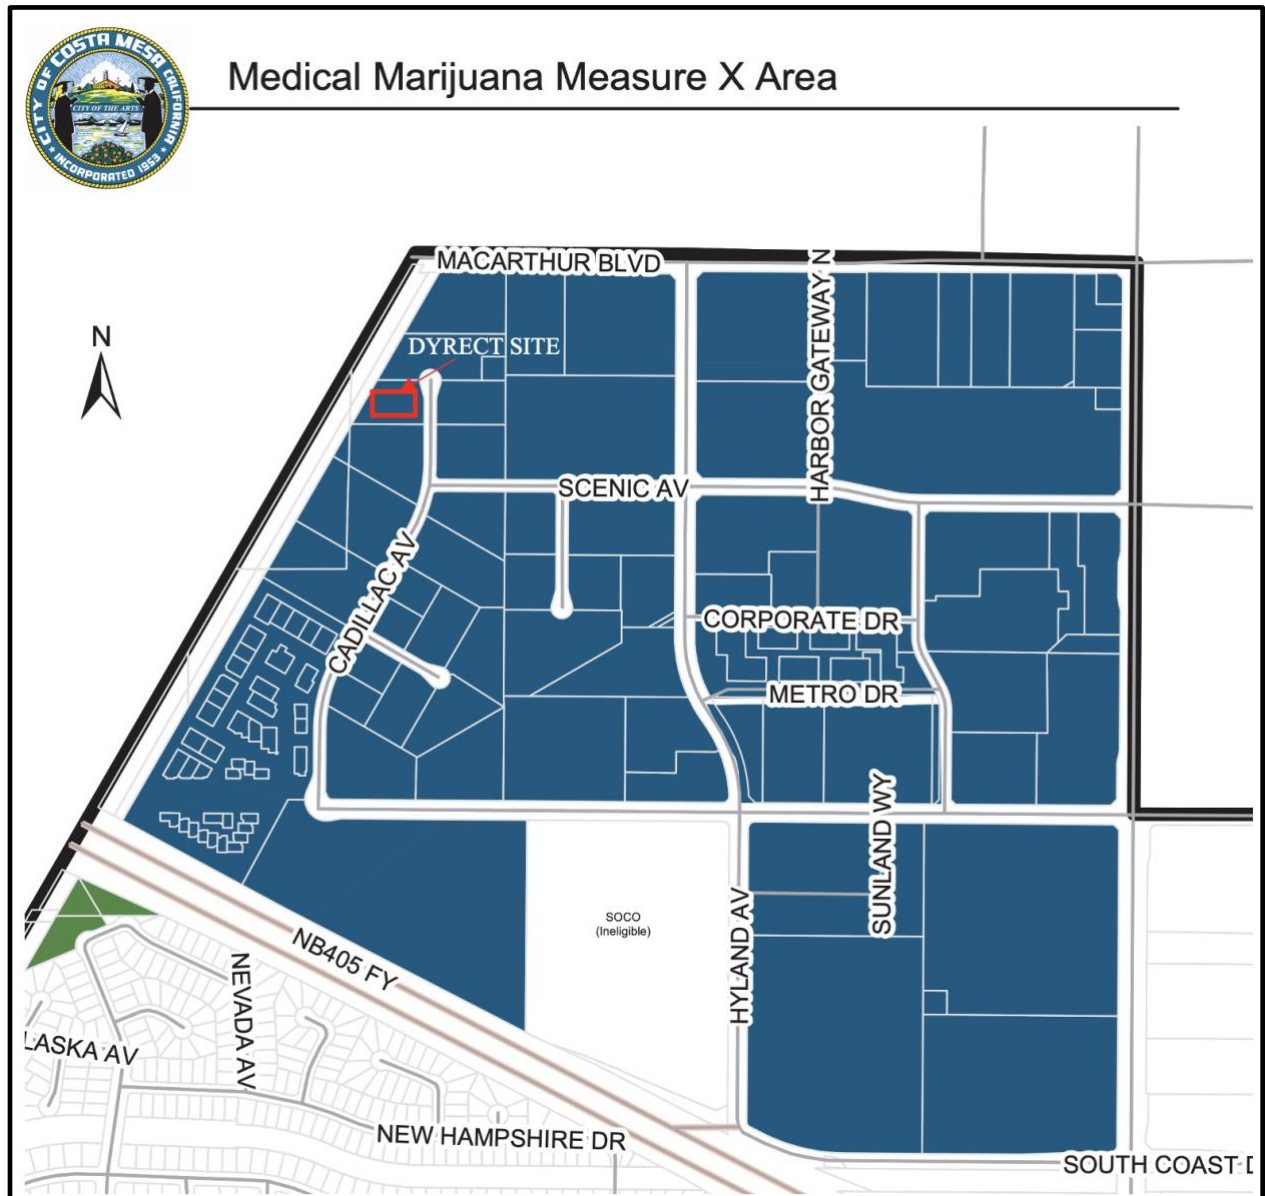 CITY OF COSTA MESA CALIFORNIA
CITY OF THE ARTS
★ INCORPORATED 1953 ★
Medical Marijuana Measure X Area
MACARTHUR BLVD
HARBOR GATEWAY N
N
DYRECT SITE
SCENIC AV
CADILLAC AV
CORPORATE DR
METRO DR
SUNLAND WY
SOCO
(Ineligible)
HYLAND AV
NB405 FY
NEVADA AV
LASKA AV
NEW HAMPSHIRE DR
SOUTH COAST D